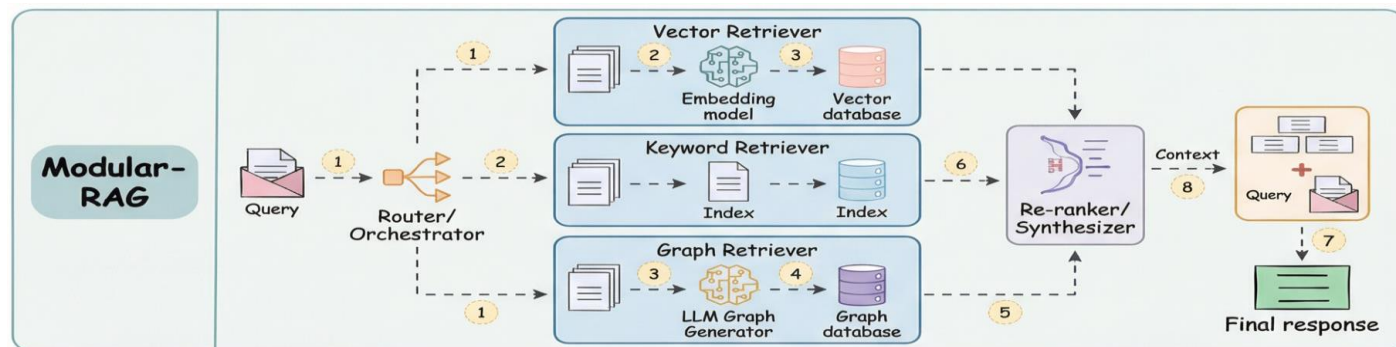 Modular-
RAG
Query
1
Router/
Orchestrator
1
2
1
Vector Retriever
2
3
Embedding
model
Vector
database
Keyword Retriever
Index
Index
Graph Retriever
3
4
LLM Graph
Generator
Graph
database
6
5
Re-ranker/
Synthesizer
Context
8
Query
7
Final response